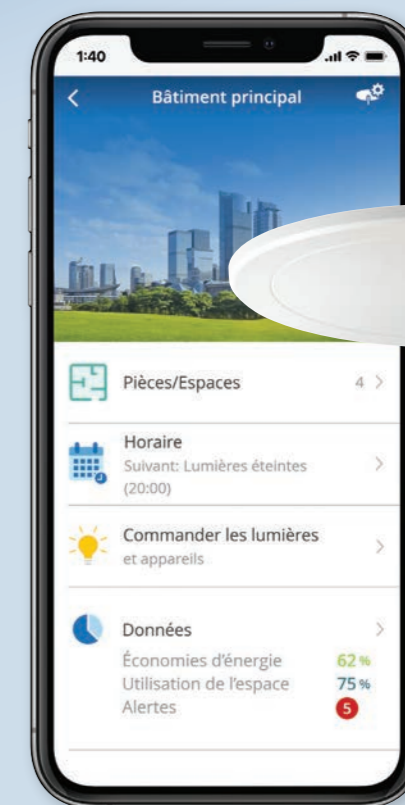 1:40
Bâtiment principal
Pièces/Espaces 4
Horaire
Suivant: Lumières éteintes
(20:00)
Commander les lumières
et appareils
Données
Économies d'énergie 62 %
Utilisation de l'espace 75 %
Alertes 5